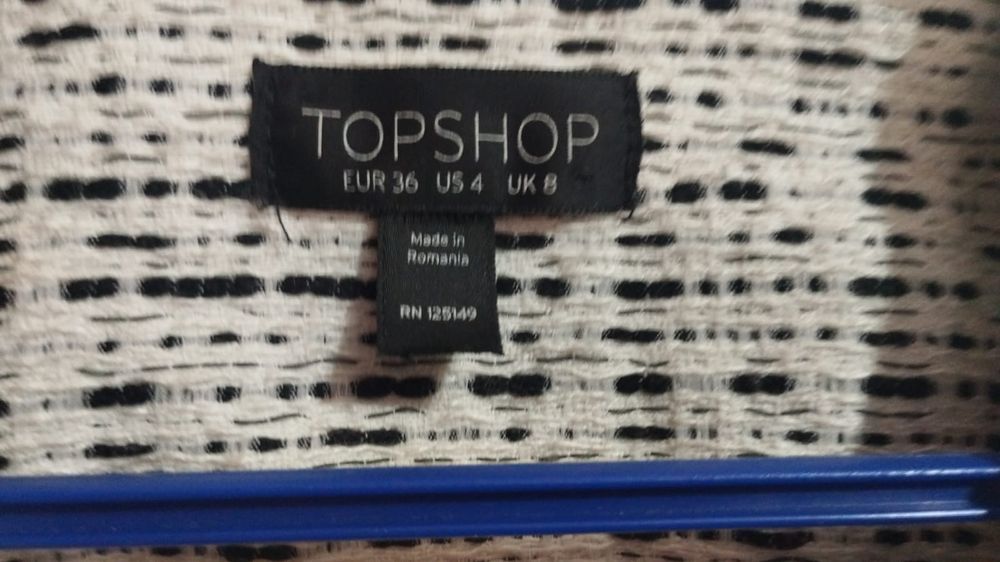 TOPSHOP
EUR 36 US 4 UK 8
Made in
Romania
RN 125149